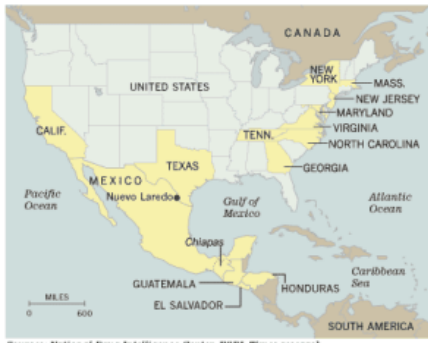 CANADA
NEW
YORK
MASS.
UNITED STATES
NEW JERSEY
MARYLAND
CALIF.
TENN.
VIRGINIA
NORTH CAROLINA
TEXAS
GEORGIA
MEXICO
Pacific
Ocean
Nuevo Laredo
Gulf of
Mexico
Atlantic
Ocean
Chiapas
Caribbean
Sea
GUATEMALA
HONDURAS
MILES
0 600
EL SALVADOR
SOUTH AMERICA